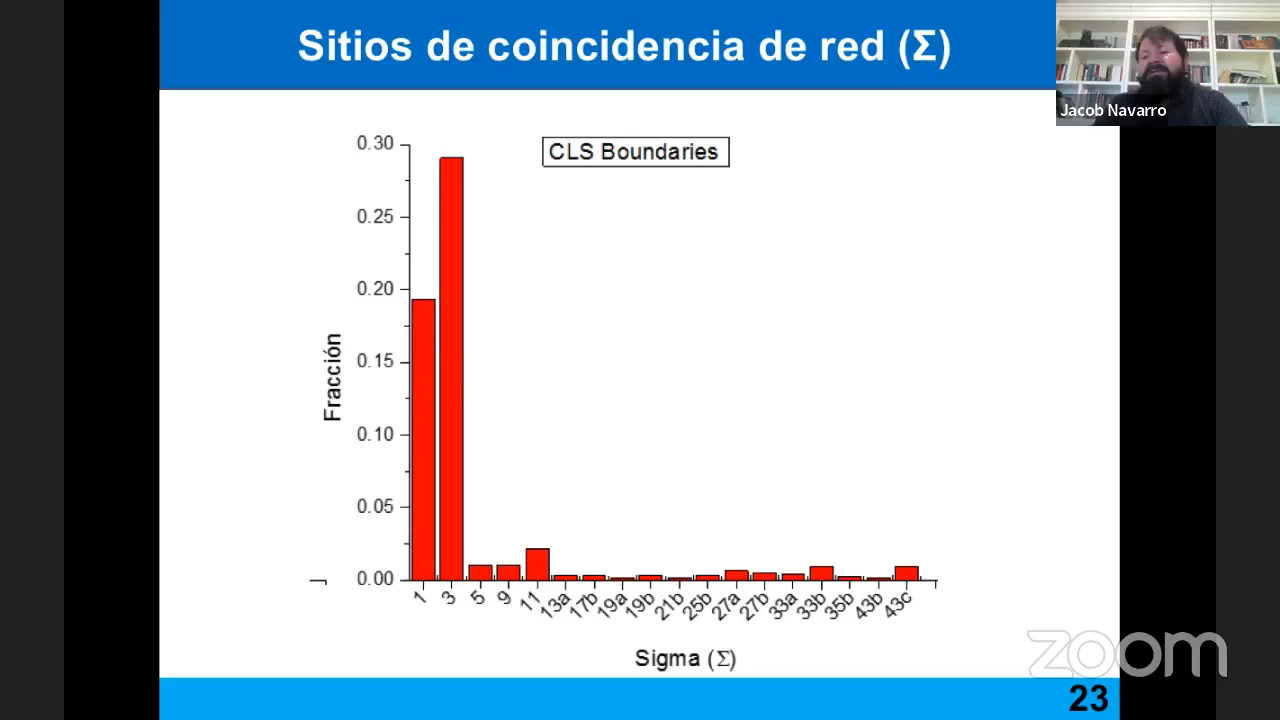 Sitios de coincidencia de red (Σ)
Jacob Navarro
CLS Boundaries
0.30
0.25
0.20
0.15
0.10
0.05
0.00
Fracción
1 3 5 9 11 13a 17b 19a 19b 21b 25b 27a 27b 33a 33b 35b 43b 43c
Sigma (Σ)
zoom
23